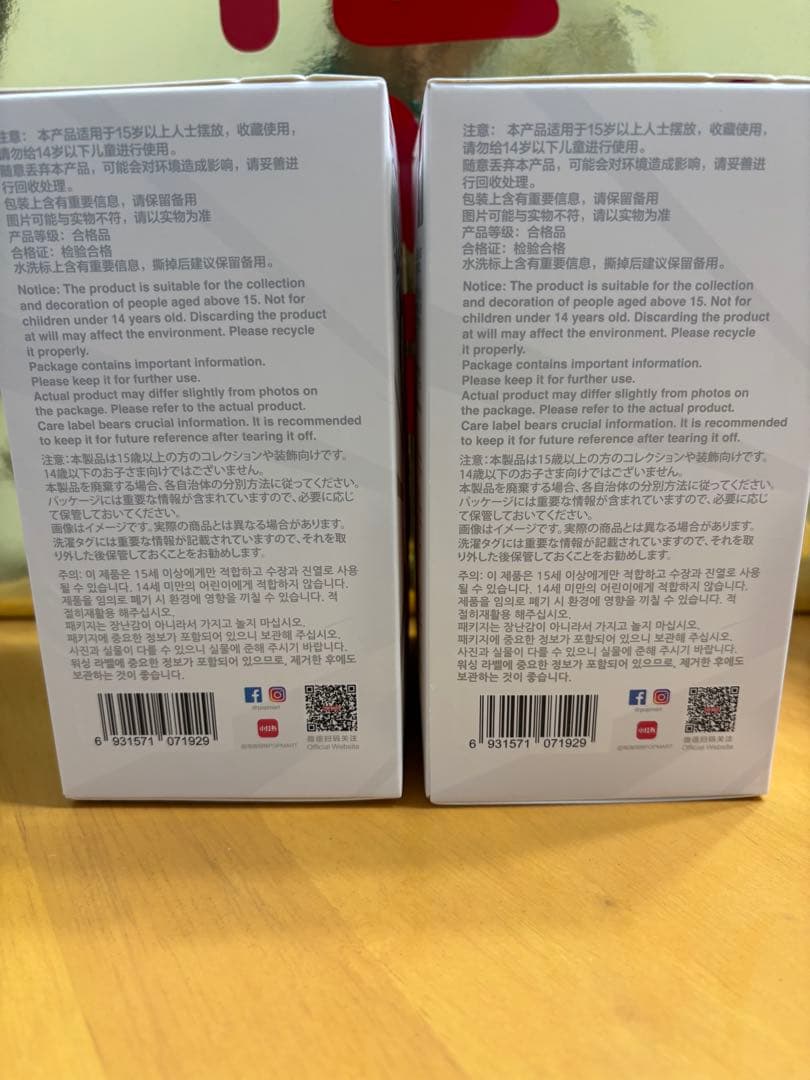 注意： 本产品适用于15岁以上人士摆放，收藏使用，
请勿给14岁以下儿童进行使用。
随意丢弃本产品，可能会对环境造成影响，请妥善进
行回收处理。
包装上含有重要信息，请保留备用
图片可能与实物不符，请以实物为准
产品等级：合格品
合格证：检验合格
水洗标上含有重要信息，撕掉后建议保留备用。
Notice: The product is suitable for the collection
and decoration of people aged above 15. Not for
children under 14 years old. Discarding the product
at will may affect the environment. Please recycle
it properly.
Package contains important information.
Please keep it for further use.
Actual product may differ slightly from photos on
the package. Please refer to the actual product.
Care label bears crucial information. It is recommended
to keep it for future reference after tearing it off.
注意：本製品は15歳以上の方のコレクションや装飾向けです。
14歳以下のお子さま向けではございません。
本製品を廃棄する場合、各自治体の分別方法に従ってください。
パッケージには重要な情報が含まれていますので、必要に応じ
て保管しておいてください。
画像はイメージです。実際の商品とは異なる場合があります。
洗濯タグには重要な情報が記載されていますので、それを取
り外した後保管しておくことをお勧めします。
주의: 이 제품은 15세 이상에게만 적합하고 수장과 진열로 사용
될 수 있습니다. 14세 미만의 어린이에게 적합하지 않습니다.
제품을 임의로 폐기 시 환경에 영향을 끼칠 수 있습니다. 적
절히재활용 해주십시오.
패키지는 장난감이 아니라서 가지고 놀지 마십시오.
패키지에 중요한 정보가 포함되어 있으니 보관해 주십시오.
사진과 실물이 다를 수 있으니 실물에 준해 주시기 바랍니다.
워싱 라벨에 중요한 정보가 포함되어 있으므로, 제거한 후에도
보관하는 것이 좋습니다.
@popmart
小红书
6 931571 071929
微信扫码关注
Official Website
注意： 本产品适用于15岁以上人士摆放，收藏使用，
请勿给14岁以下儿童进行使用。
随意丢弃本产品，可能会对环境造成影响，请妥善进
行回收处理。
包装上含有重要信息，请保留备用
图片可能与实物不符，请以实物为准
产品等级：合格品
合格证：检验合格
水洗标上含有重要信息，撕掉后建议保留备用。
Notice: The product is suitable for the collection
and decoration of people aged above 15. Not for
children under 14 years old. Discarding the product
at will may affect the environment. Please recycle
it properly.
Package contains important information.
Please keep it for further use.
Actual product may differ slightly from photos on
the package. Please refer to the actual product.
Care label bears crucial information. It is recommended
to keep it for future reference after tearing it off.
注意：本製品は15歳以上の方のコレクションや装飾向けです。
14歳以下のお子さま向けではございません。
本製品を廃棄する場合、各自治体の分別方法に従ってください。
パッケージには重要な情報が含まれていますので、必要に応じ
て保管しておいてください。
画像はイメージです。実際の商品とは異なる場合があります。
洗濯タグには重要な情報が記載されていますので、それを取
り外した後保管しておくことをお勧めします。
주의: 이 제품은 15세 이상에게만 적합하고 수장과 진열로 사용
될 수 있습니다. 14세 미만의 어린이에게 적합하지 않습니다.
제품을 임의로 폐기 시 환경에 영향을 끼칠 수 있습니다. 적
절히재활용 해주십시오.
패키지는 장난감이 아니라서 가지고 놀지 마십시오.
패키지에 중요한 정보가 포함되어 있으니 보관해 주십시오.
사진과 실물이 다를 수 있으니 실물에 준해 주시기 바랍니다.
워싱 라벨에 중요한 정보가 포함되어 있으므로, 제거한 후에도
보관하는 것이 좋습니다.
@popmart
小红书
6 931571 071929
微信扫码关注
Official Website